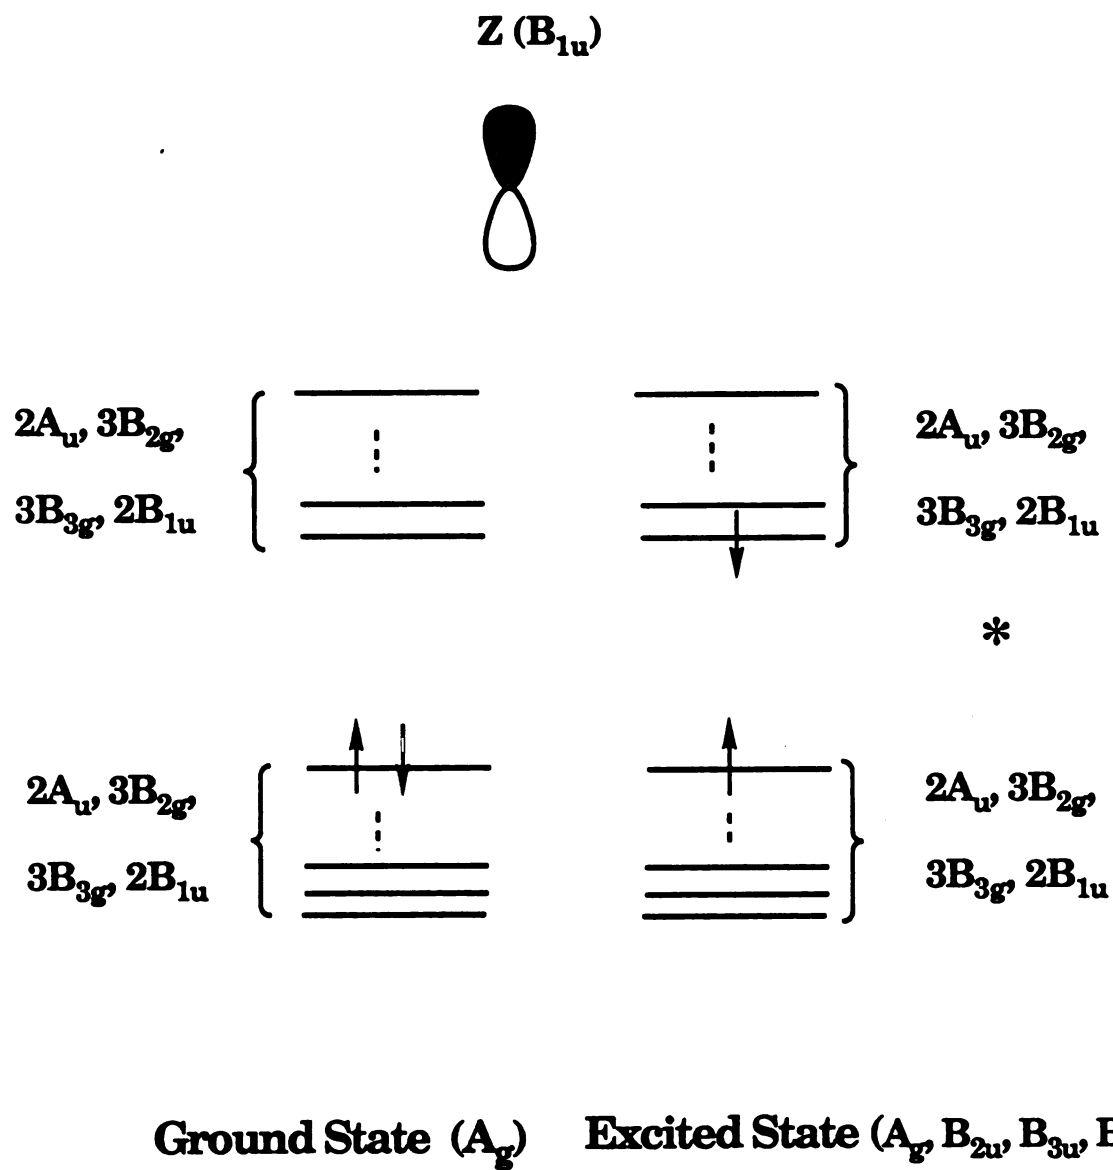 Z (B₁ᵤ)
2Aᵤ, 3B₂g, 2Aᵤ, 3B₂g,
3B₃g, 2B₁ᵤ 3B₃g, 2B₁ᵤ
*
2Aᵤ, 3B₂g, 2Aᵤ, 3B₂g,
3B₃g, 2B₁ᵤ 3B₃g, 2B₁ᵤ
Ground State (Ag) Excited State (Ag, B₂ᵤ, B₃ᵤ,